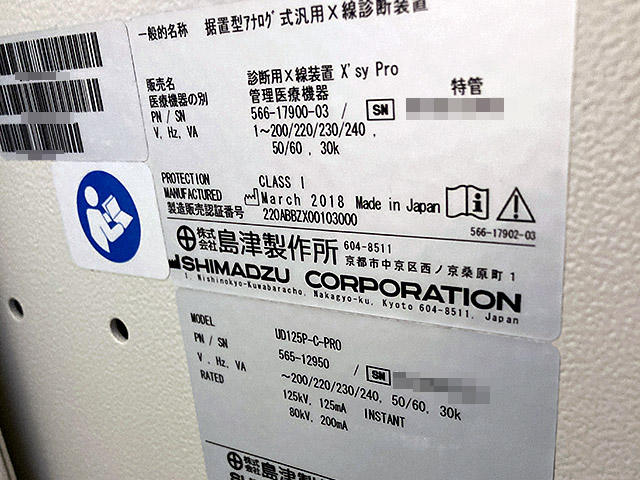 一般的名称 据置型アナログ式汎用X線診断装置
販売名 診断用X線装置 X'sy Pro
医療機器の別 管理医療機器 特管
PN / SN 566-17900-03 / SN
V, Hz, VA 1～200/220/230/240 ,
50/60 , 30k
PROTECTION CLASS I
MANUFACTURED March 2018 Made in Japan
製造販売認証番号 220ABBZX00103000
566-17902-03
株式会社 島津製作所 604-8511
京都市中京区西ノ京桑原町 1
SHIMADZU CORPORATION
1, Nishinokyo-Kuwabaracho, Nakagyo-ku, Kyoto 604-8511, Japan
MODEL UD125P-C-PRO
PN / SN 565-12950 / SN
V , Hz, VA ～200/220/230/240, 50/60, 30k
RATED 125kV, 125mA INSTANT
80kV, 200mA
株式会社 島津製作所